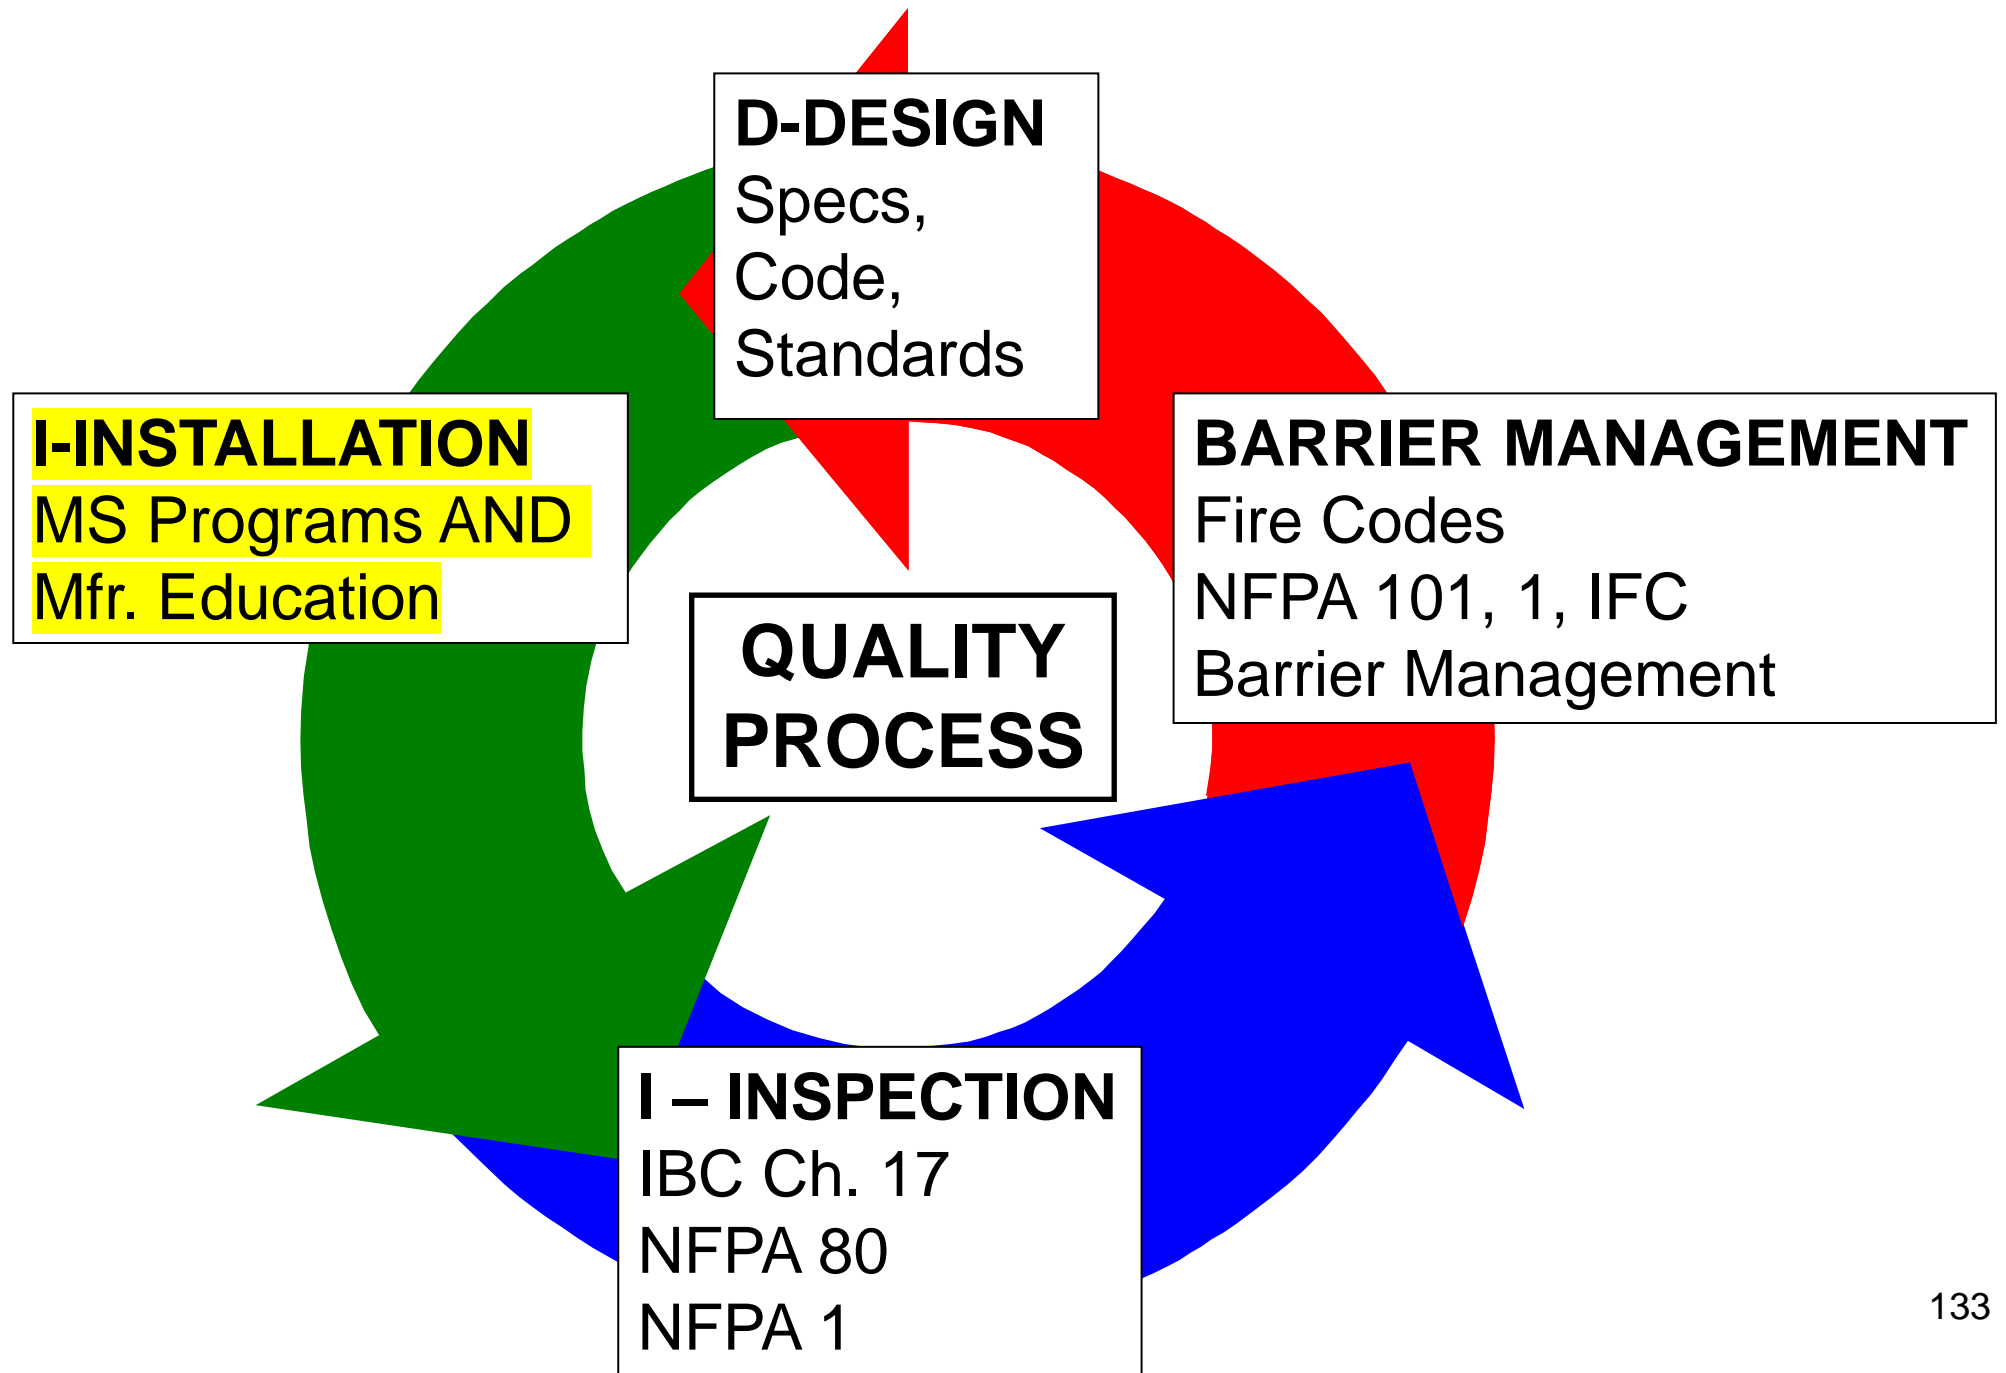 D-DESIGN
Specs,
Code,
Standards
I-INSTALLATION
MS Programs AND
Mfr. Education
BARRIER MANAGEMENT
Fire Codes
NFPA 101, 1, IFC
Barrier Management
QUALITY
PROCESS
I – INSPECTION
IBC Ch. 17
NFPA 80
NFPA 1
133